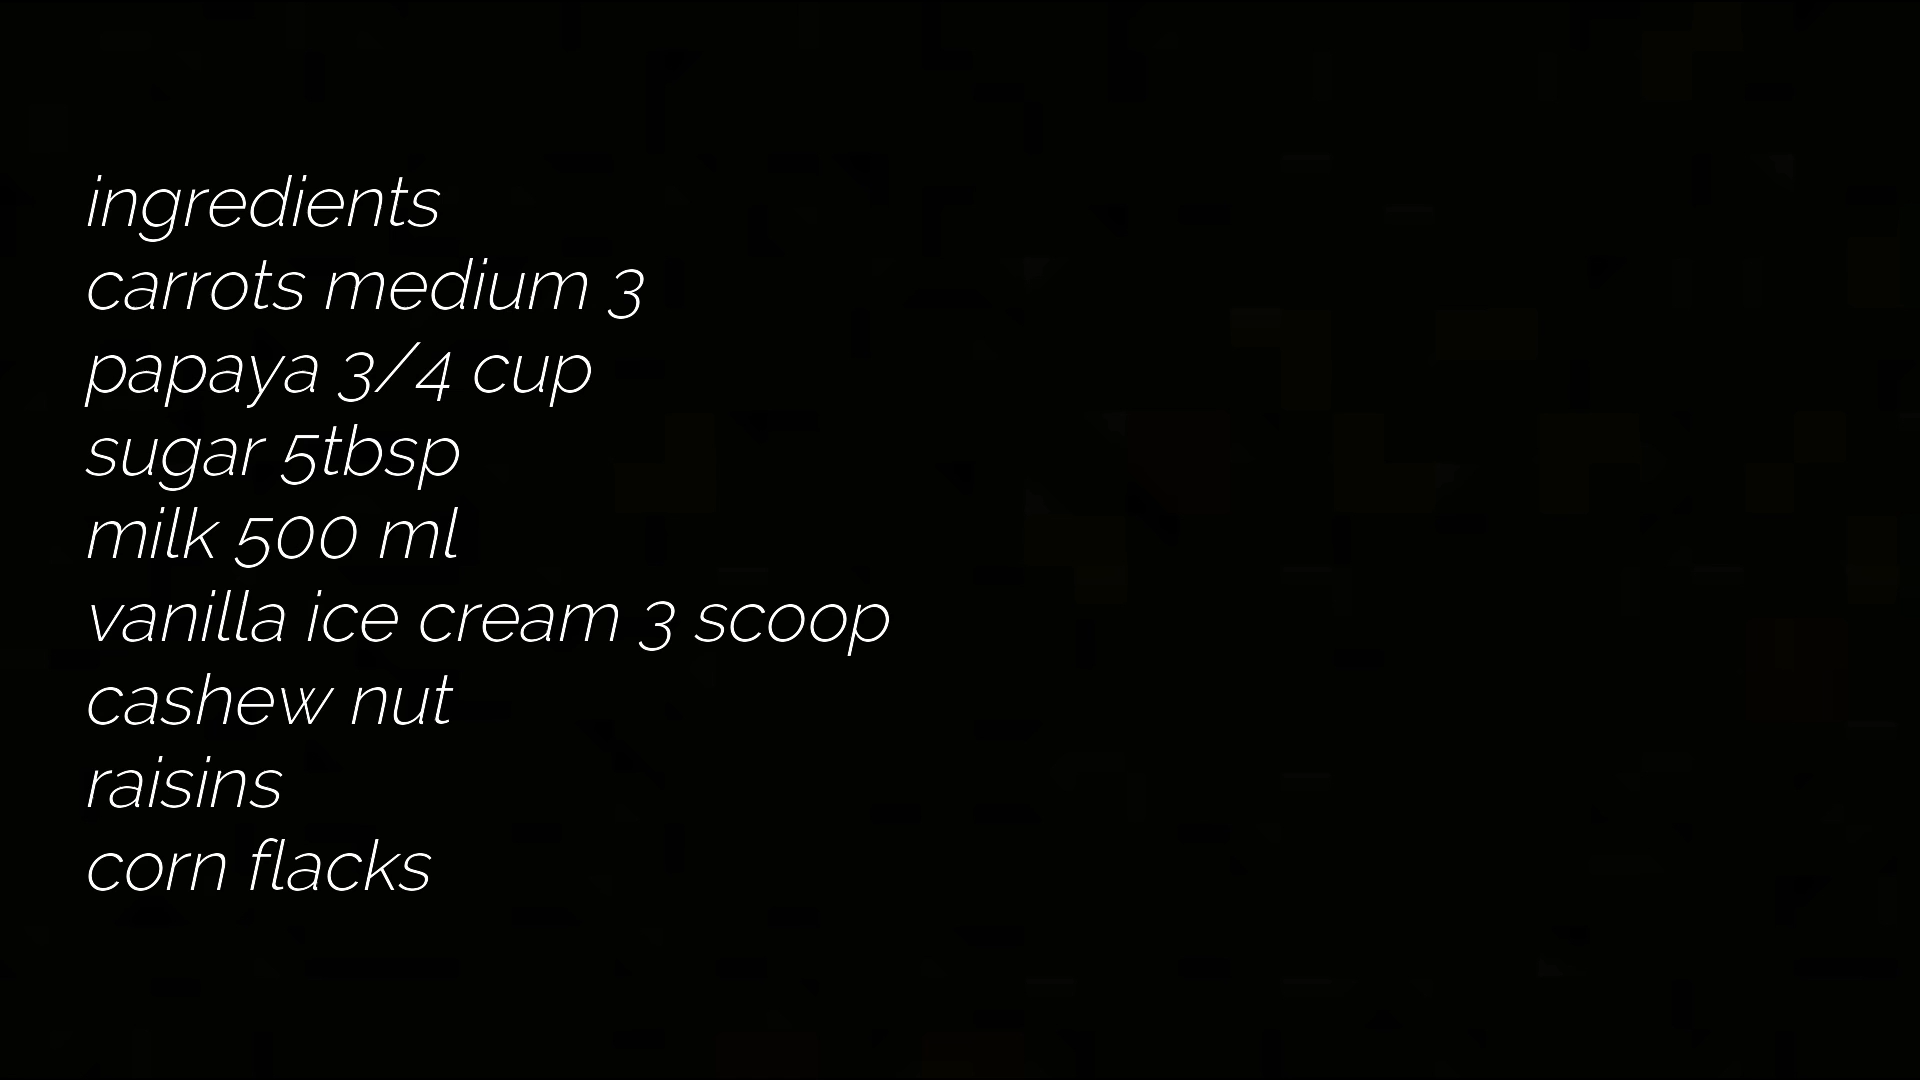 ingredients
carrots medium 3
papaya 3/4 cup
sugar 5tbsp
milk 500 ml
vanilla ice cream 3 scoop
cashew nut
raisins
corn flacks